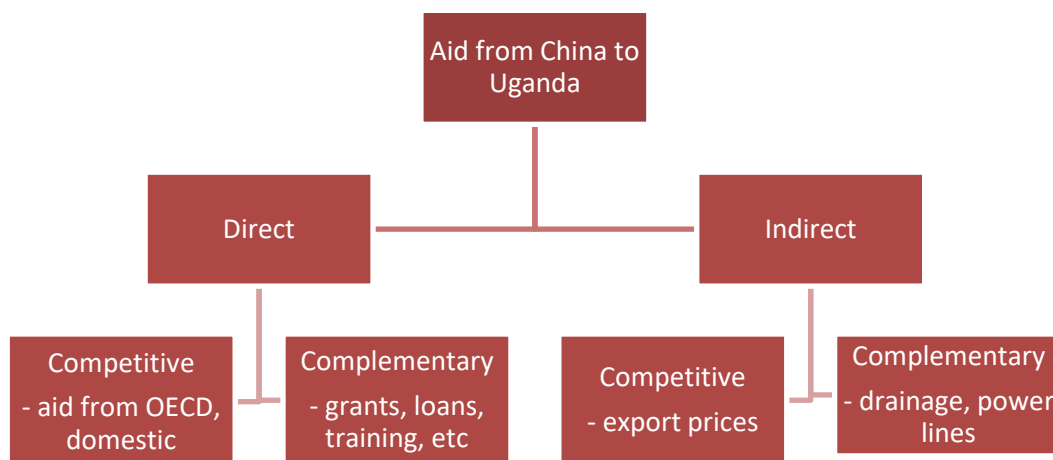 Aid from China to
Uganda
Direct
Indirect
Competitive
- aid from OECD,
domestic
Complementary
- grants, loans,
training, etc
Competitive
- export prices
Complementary
- drainage, power
lines